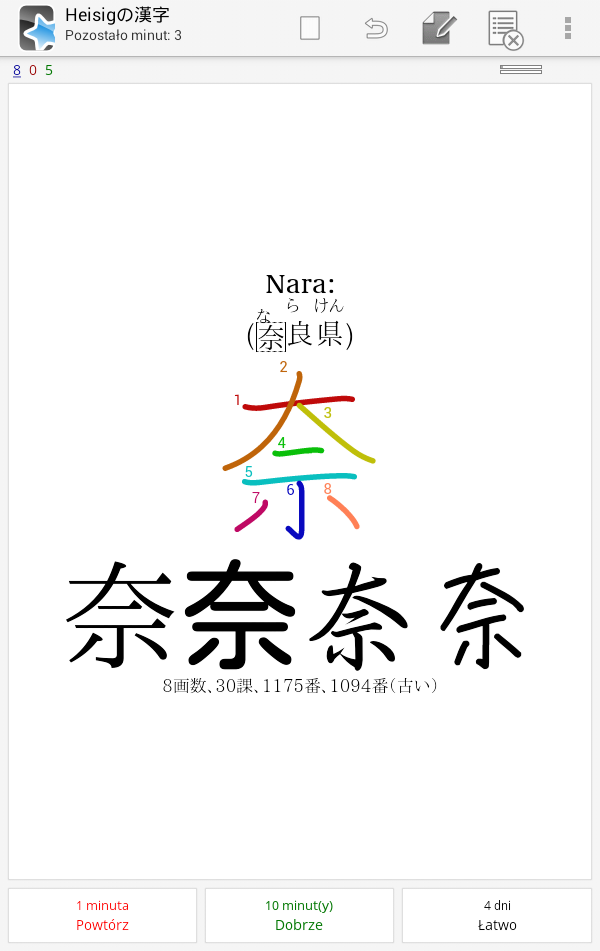 Heisigの漢字
Pozostało minut: 3
8 0 5
Nara:
な ら けん
(奈良県)
2
1
3
4
5
6
8
7
奈 奈 奈 奈
8画数、30課、1175番、1094番(古い)
1 minuta
Powtórz
10 minut(y)
Dobrze
4 dni
Łatwo